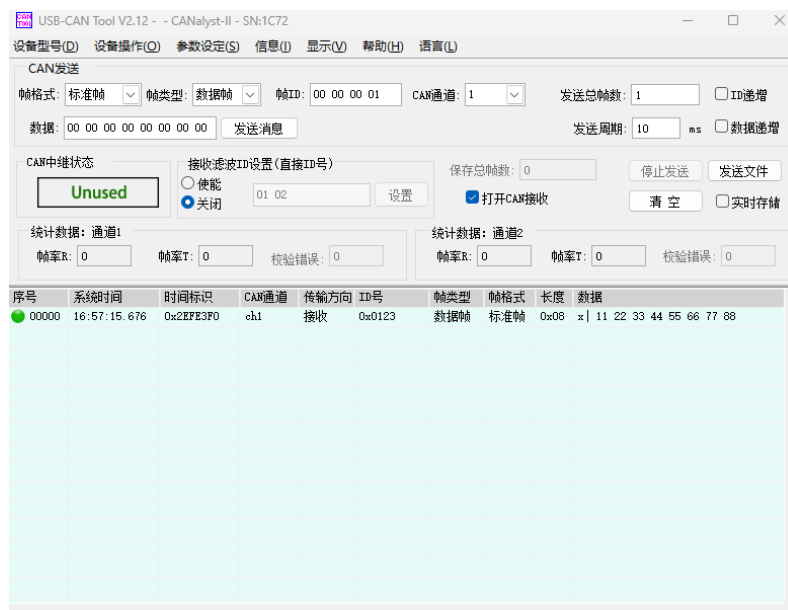 USB-CAN Tool V2.12 - - CANalyst-II - SN:1C72
设备型号(D) 设备操作(O) 参数设定(S) 信息(I) 显示(V) 帮助(H) 语言(L)
CAN发送
帧格式: 标准帧 帧类型: 数据帧 帧ID: 00 00 00 01 CAN通道: 1 发送总帧数: 1 ID递增
数据: 00 00 00 00 00 00 00 00 发送消息 发送周期: 10 ms 数据递增
CAN中继状态 接收滤波ID设置(直接ID号) 保存总帧数: 0 停止发送 发送文件
Unused 使能 关闭 01 02 设置 打开CAN接收 清 空 实时存储
统计数据: 通道1 统计数据: 通道2
帧率R: 0 帧率T: 0 校验错误: 0 帧率R: 0 帧率T: 0 校验错误: 0
序号 系统时间 时间标识 CAN通道 传输方向 ID号 帧类型 帧格式 长度 数据
00000 16:57:15.676 0x2EFE3F0 ch1 接收 0x0123 数据帧 标准帧 0x08 x| 11 22 33 44 55 66 77 88